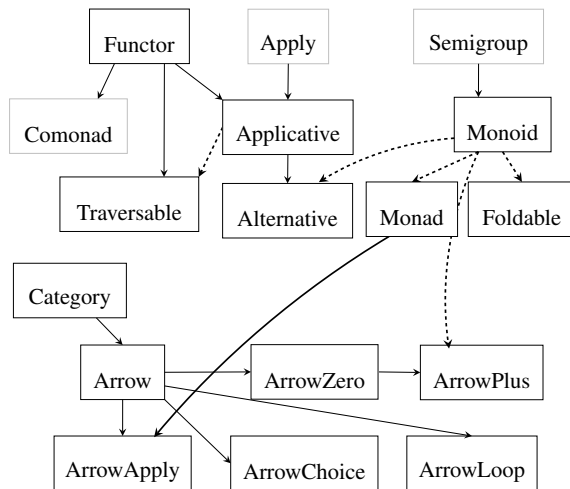 Functor
Apply
Semigroup
Comonad
Applicative
Monoid
Traversable
Alternative
Monad
Foldable
Category
Arrow
ArrowZero
ArrowPlus
ArrowApply
ArrowChoice
ArrowLoop